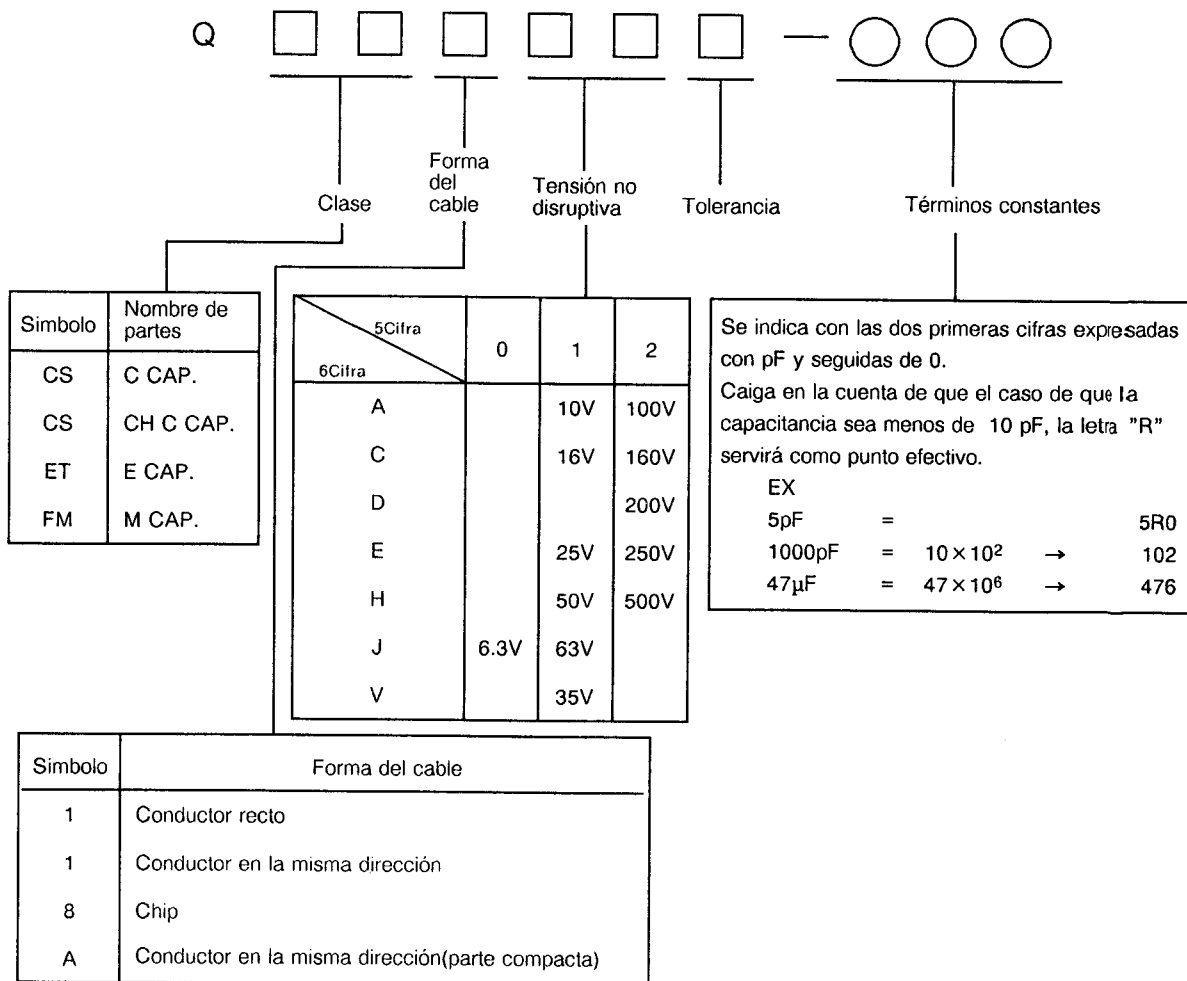 Q —
Clase
Forma
del
cable
Tensión no
disruptiva
Tolerancia
Términos constantes
Simbolo Nombre de
partes
CS C CAP.
CS CH C CAP.
ET E CAP.
FM M CAP.
5Cifra
6Cifra
0 1 2
A 10V 100V
C 16V 160V
D 200V
E 25V 250V
H 50V 500V
J 6.3V 63V
V 35V
Se indica con las dos primeras cifras expresadas
con pF y seguidas de 0.
Caiga en la cuenta de que el caso de que la
capacitancia sea menos de 10 pF, la letra "R"
servirá como punto efectivo.
EX
5pF = 5R0
1000pF = 10×10² → 102
47µF = 47×10⁶ → 476
Simbolo Forma del cable
1 Conductor recto
1 Conductor en la misma dirección
8 Chip
A Conductor en la misma dirección(parte compacta)